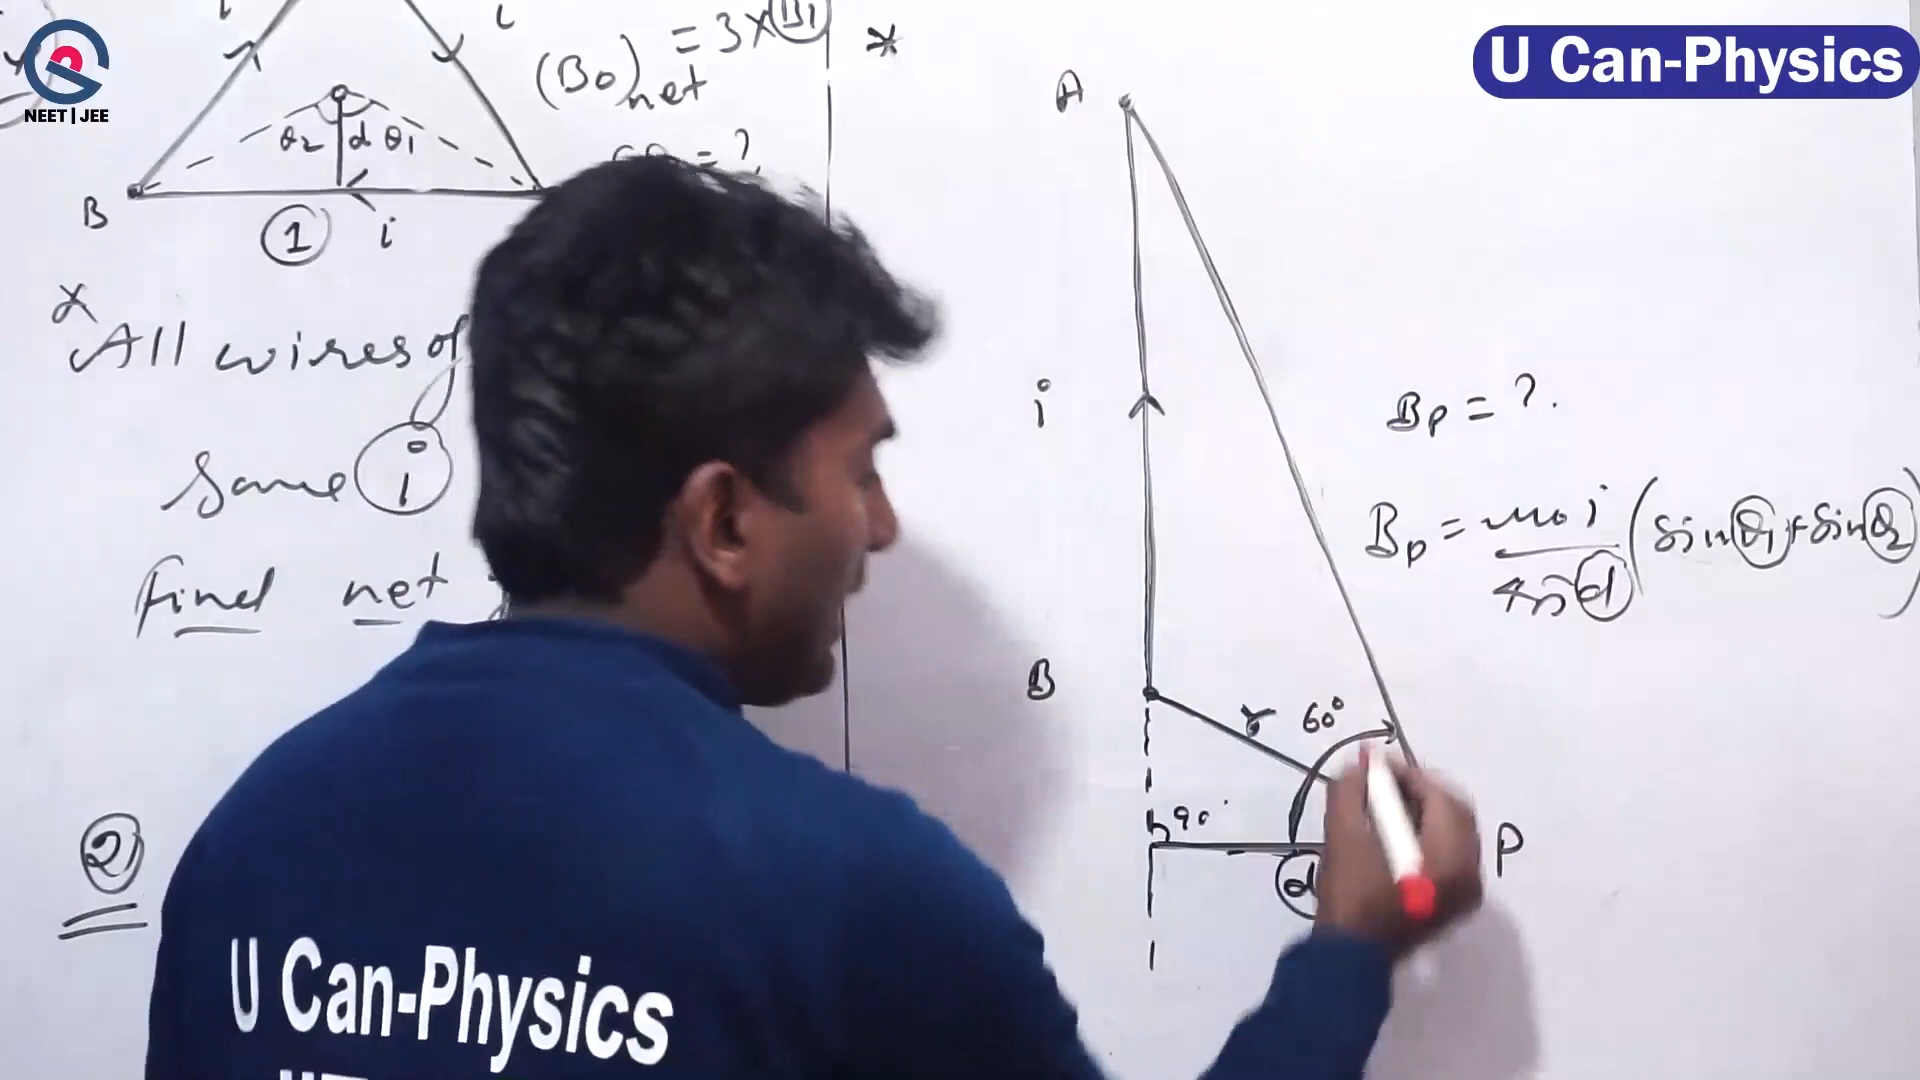 U Can-Physics
NEET|JEE
i
i
(B0)net = 3×B1
*
θ2 d θ1
B
1 i
All wires of
same i
find net
2
A
i
Bp = ?.
Bp = μ0 i / 4π d (sin θ1 + sin θ2)
B
r 60°
90°
P
d
U Can-Physics